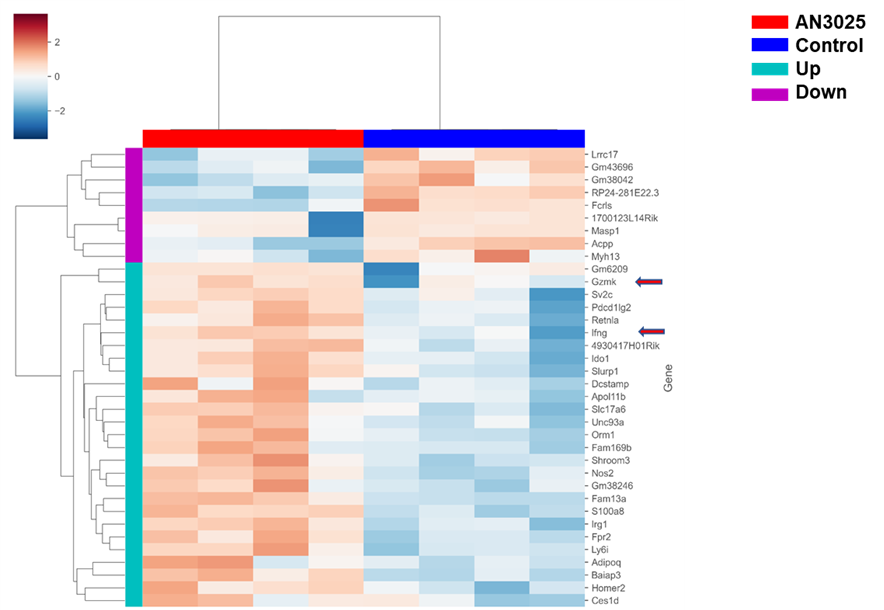 2
0
−2
AN3025
Control
Up
Down
Lrrc17
Gm43696
Gm38042
RP24-281E22.3
Fcrls
1700123L14Rik
Masp1
Acpp
Myh13
Gm6209
Gzmk
Sv2c
Pdcd1lg2
Retnla
Ifng
4930417H01Rik
Ido1
Slurp1
Dcstamp
Apol11b
Slc17a6
Unc93a
Orm1
Fam169b
Shroom3
Nos2
Gm38246
Fam13a
S100a8
Irg1
Fpr2
Ly6i
Adipoq
Baiap3
Homer2
Ces1d
Gene